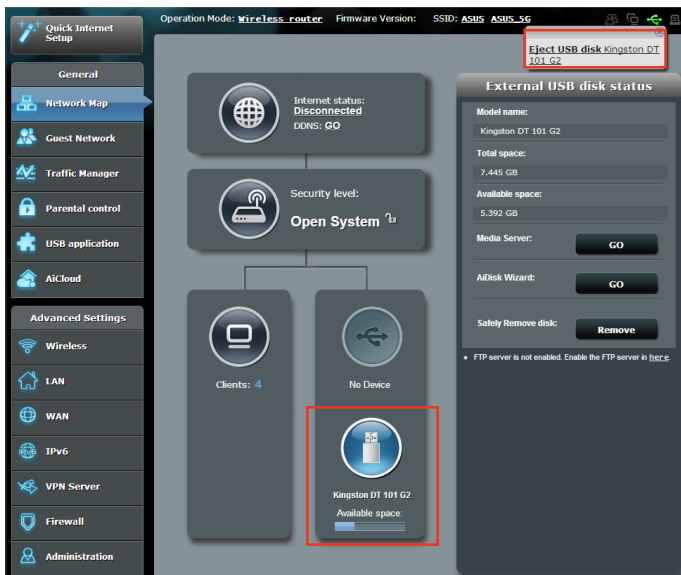 Quick Internet
Setup
Operation Mode: Wireless router Firmware Version: SSID: ASUS ASUS_5G
Eject USB disk Kingston DT
101 G2
General
Network Map
Guest Network
Traffic Manager
Parental control
USB application
AiCloud
Advanced Settings
Wireless
LAN
WAN
IPv6
VPN Server
Firewall
Administration
Internet status:
Disconnected
DDNS: GO
Security level:
Open System
Clients: 4
No Device
Kingston DT 101 G2
Available space:
External USB disk status
Model name:
Kingston DT 101 G2
Total space:
7.445 GB
Available space:
5.392 GB
Media Server: GO
AiDisk Wizard: GO
Safely Remove disk: Remove
• FTP server is not enabled. Enable the FTP server in here.